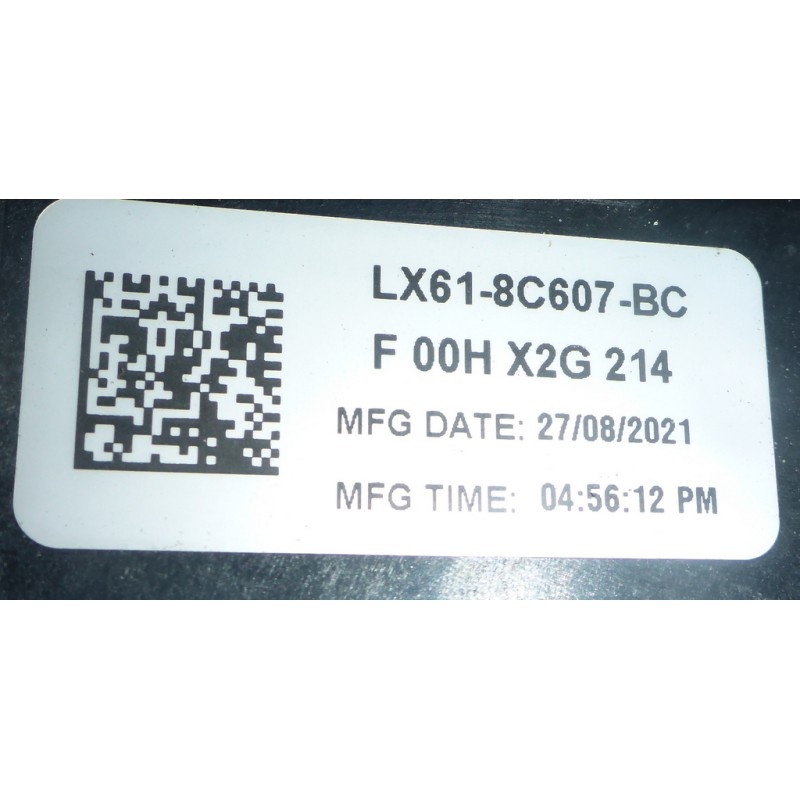 LX61-8C607-BC
F 00H X2G 214
MFG DATE: 27/08/2021
MFG TIME: 04:56:12 PM